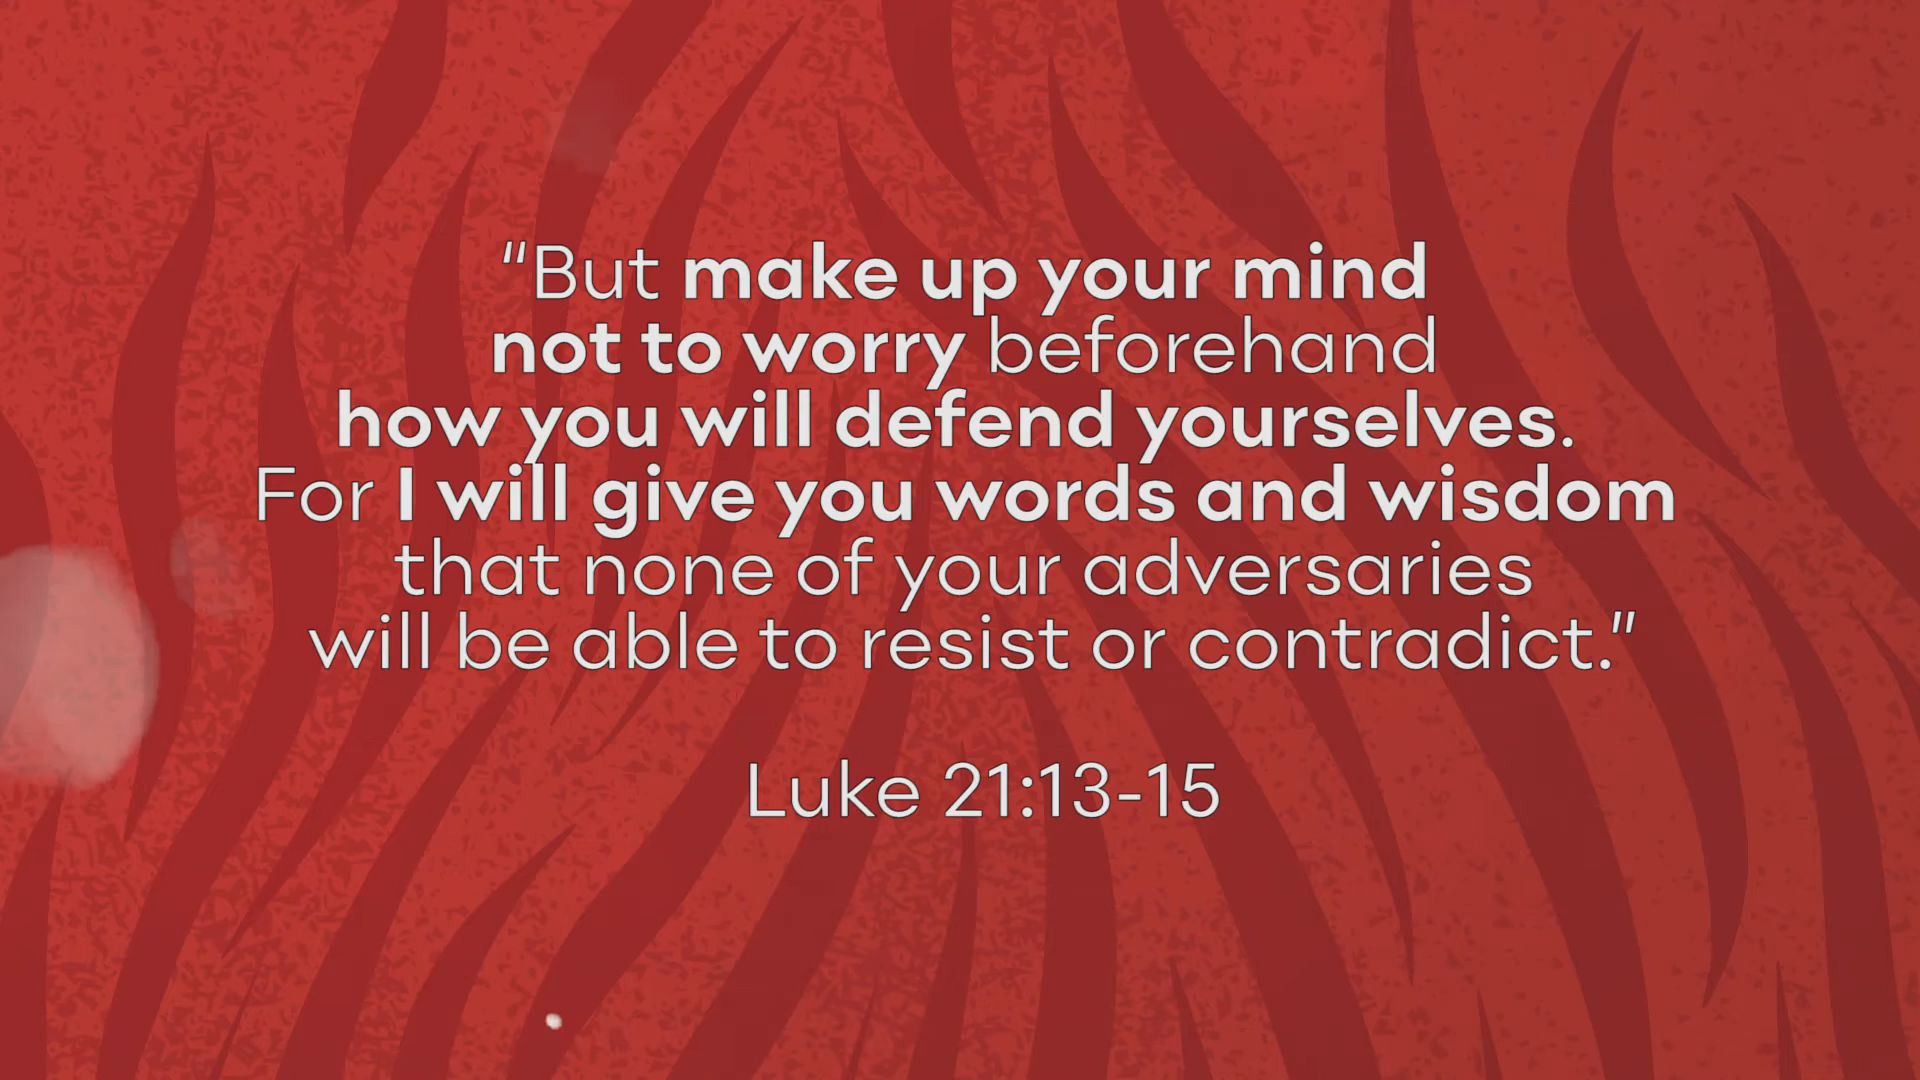 "But make up your mind
not to worry beforehand
how you will defend yourselves.
For I will give you words and wisdom
that none of your adversaries
will be able to resist or contradict."
Luke 21:13-15